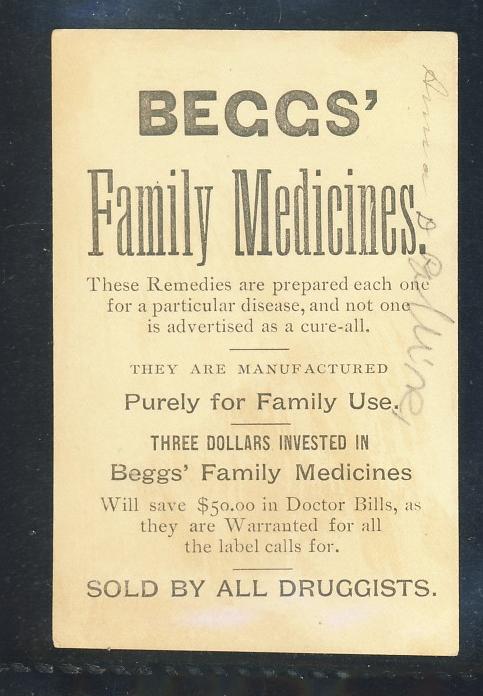 BEGGS'
Family Medicines.
These Remedies are prepared each one
for a particular disease, and not one
is advertised as a cure-all.
THEY ARE MANUFACTURED
Purely for Family Use.
THREE DOLLARS INVESTED IN
Beggs' Family Medicines
Will save $50.00 in Doctor Bills, as
they are Warranted for all
the label calls for.
SOLD BY ALL DRUGGISTS.
Anna